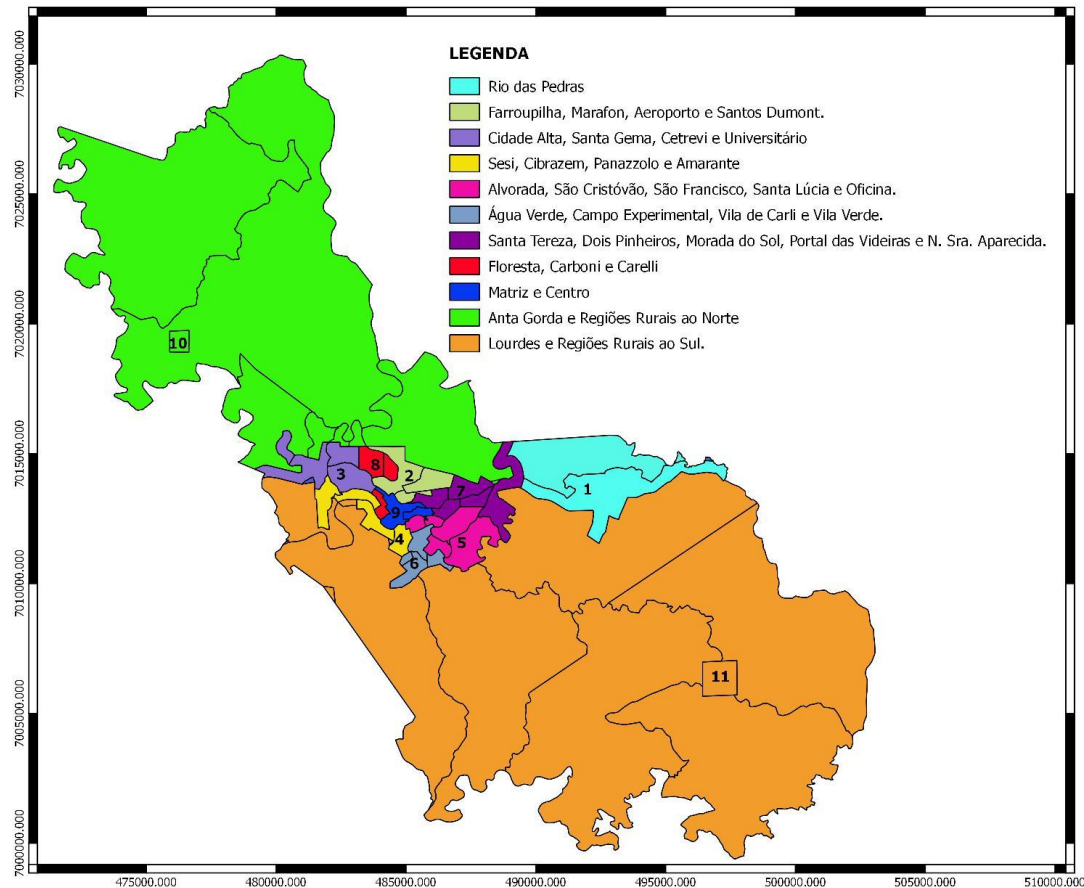 LEGENDA
Rio das Pedras
Farroupilha, Marafon, Aeroporto e Santos Dumont.
Cidade Alta, Santa Gema, Cetrevi e Universitário
Sesi, Cibrazem, Panazzolo e Amarante
Alvorada, São Cristóvão, São Francisco, Santa Lúcia e Oficina.
Água Verde, Campo Experimental, Vila de Carli e Vila Verde.
Santa Tereza, Dois Pinheiros, Morada do Sol, Portal das Videiras e N. Sra. Aparecida.
Floresta, Carboni e Carelli
Matriz e Centro
Anta Gorda e Regiões Rurais ao Norte
Lourdes e Regiões Rurais ao Sul.
10
8
3
2
7
1
9
4
5
6
11
7030000.000
7025000.000
7020000.000
7015000.000
7010000.000
7005000.000
7000000.000
475000.000
480000.000
485000.000
490000.000
495000.000
500000.000
505000.000
510000.000